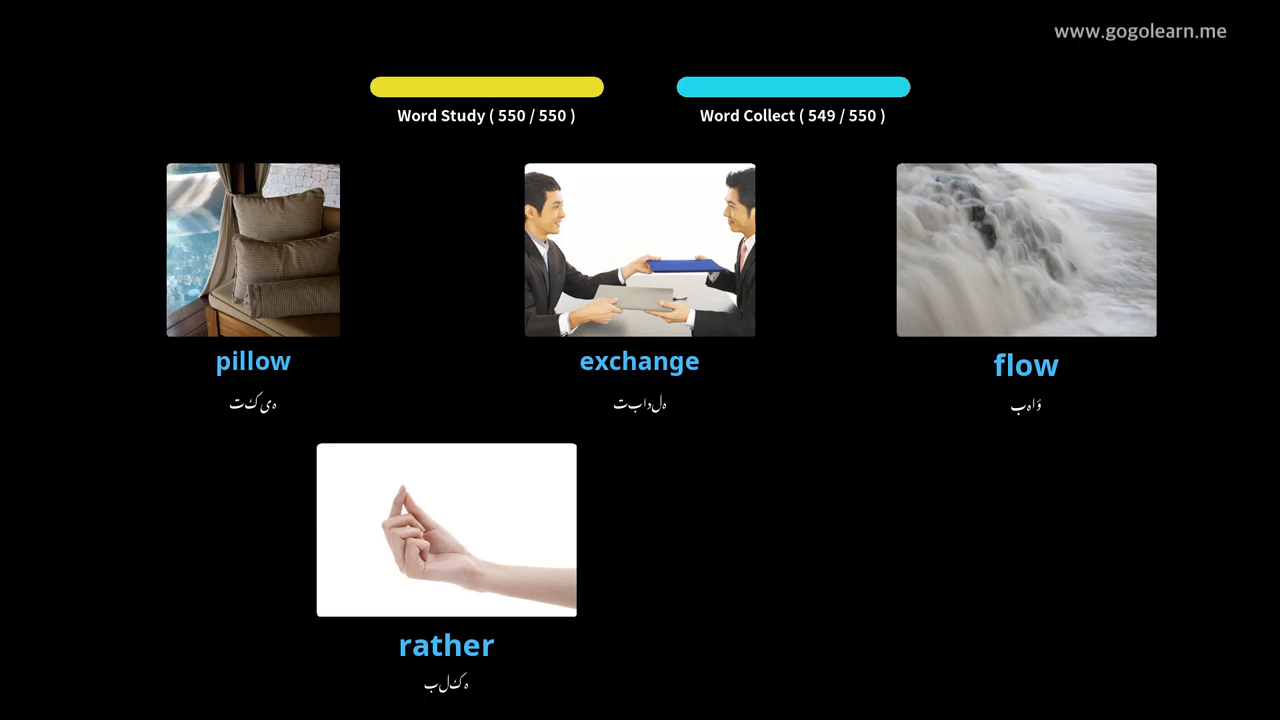 www.gogolearn.me
Word Study ( 550 / 550 )
Word Collect ( 549 / 550 )
pillow
ہیکت
exchange
ہلدابت
flow
ؤاہب
rather
ہکلب